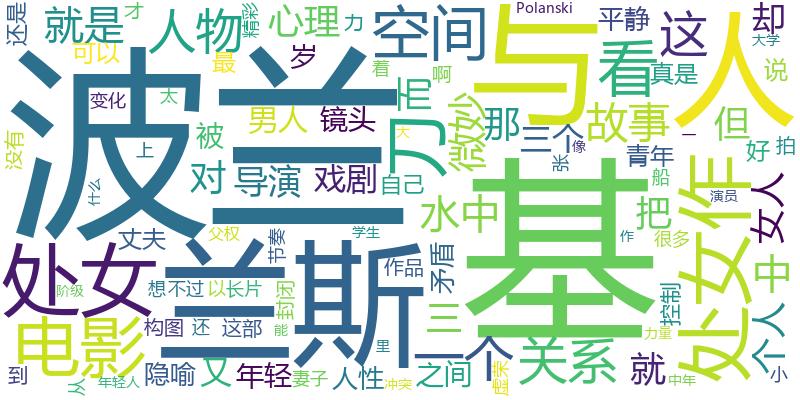 还是
就是
才
人物
精彩
心理
力
空间
Polanski
平静
这
却
大学
可以
最
岁
着
啊
看
真是
说
波兰
斯
基
与
人
变化
太
男人
镜头
而
刀
微妙
那
三个
故事
但
像
一
好
拍
没有
上
被
对
导演
戏剧
自己
大
张
青年
船
把
处女作
演员
女人
什么
丈夫
父权
节奏
学生
水中
作
很多
中
处女
兰
作品
矛盾
三
控制
个人
阶级
想不过
以
长片
封闭
电影
构图
还
这部
能
里
一个
关系
就
力量
到
从
年轻人
隐喻
又
年轻
妻子
人性
冲突
之间
虚荣
中年
小